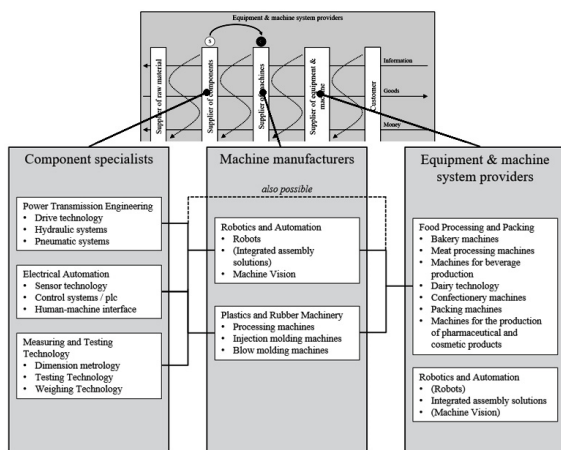 Equipment & machine system providers
S
Supplier of raw material
Supplier of components
Supplier of machines
Supplier of equipment &
machine
Customer
Information
Goods
Money
Component specialists
Machine manufacturers
Equipment & machine
system providers
also possible
Power Transmission Engineering
• Drive technology
• Hydraulic systems
• Pneumatic systems
Electrical Automation
• Sensor technology
• Control systems / plc
• Human-machine interface
Measuring and Testing
Technology
• Dimension metrology
• Testing Technology
• Weighing Technology
Robotics and Automation
• Robots
• (Integrated assembly
solutions)
• Machine Vision
Plastics and Rubber Machinery
• Processing machines
• Injection molding machines
• Blow molding machines
Food Processing and Packing
• Bakery machines
• Meat processing machines
• Machines for beverage
production
• Dairy technology
• Confectionery machines
• Packing machines
• Machines for the production
of pharmaceutical and
cosmetic products
Robotics and Automation
• (Robots)
• Integrated assembly solutions
• (Machine Vision)